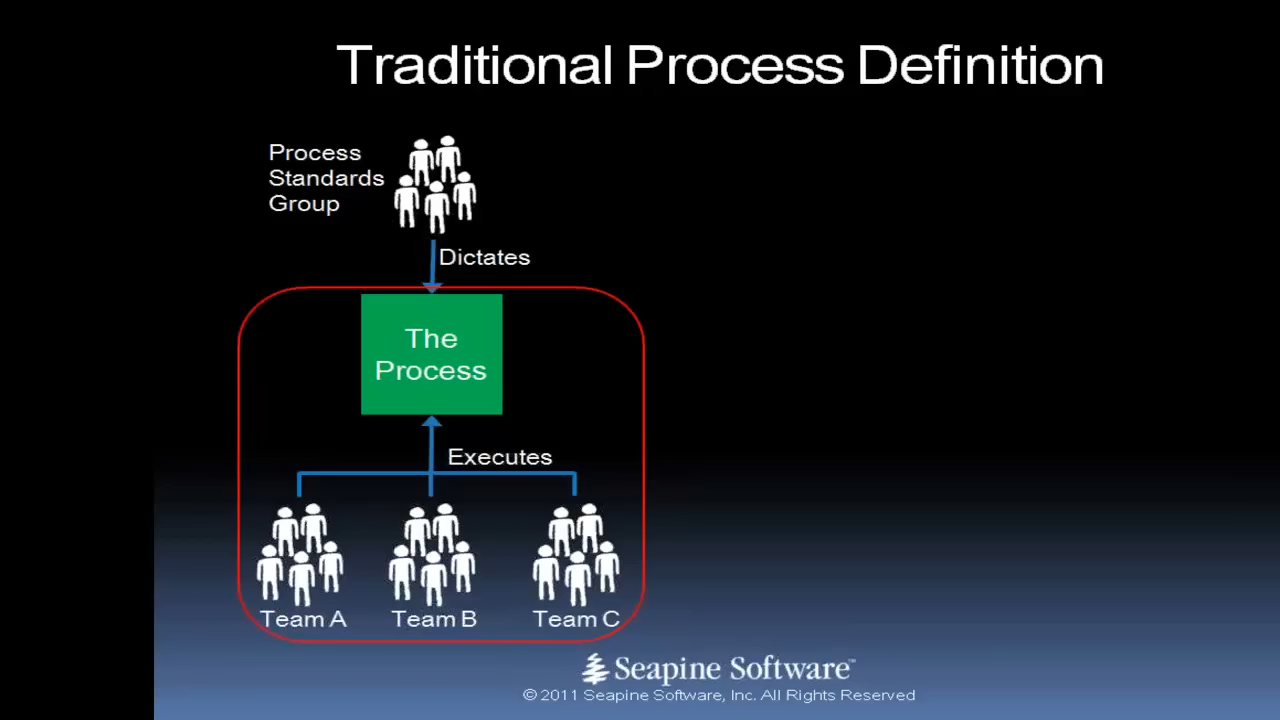 Traditional Process Definition
Process
Standards
Group
Dictates
The
Process
Executes
Team A
Team B
Team C
Seapine Software™
© 2011 Seapine Software, Inc. All Rights Reserved